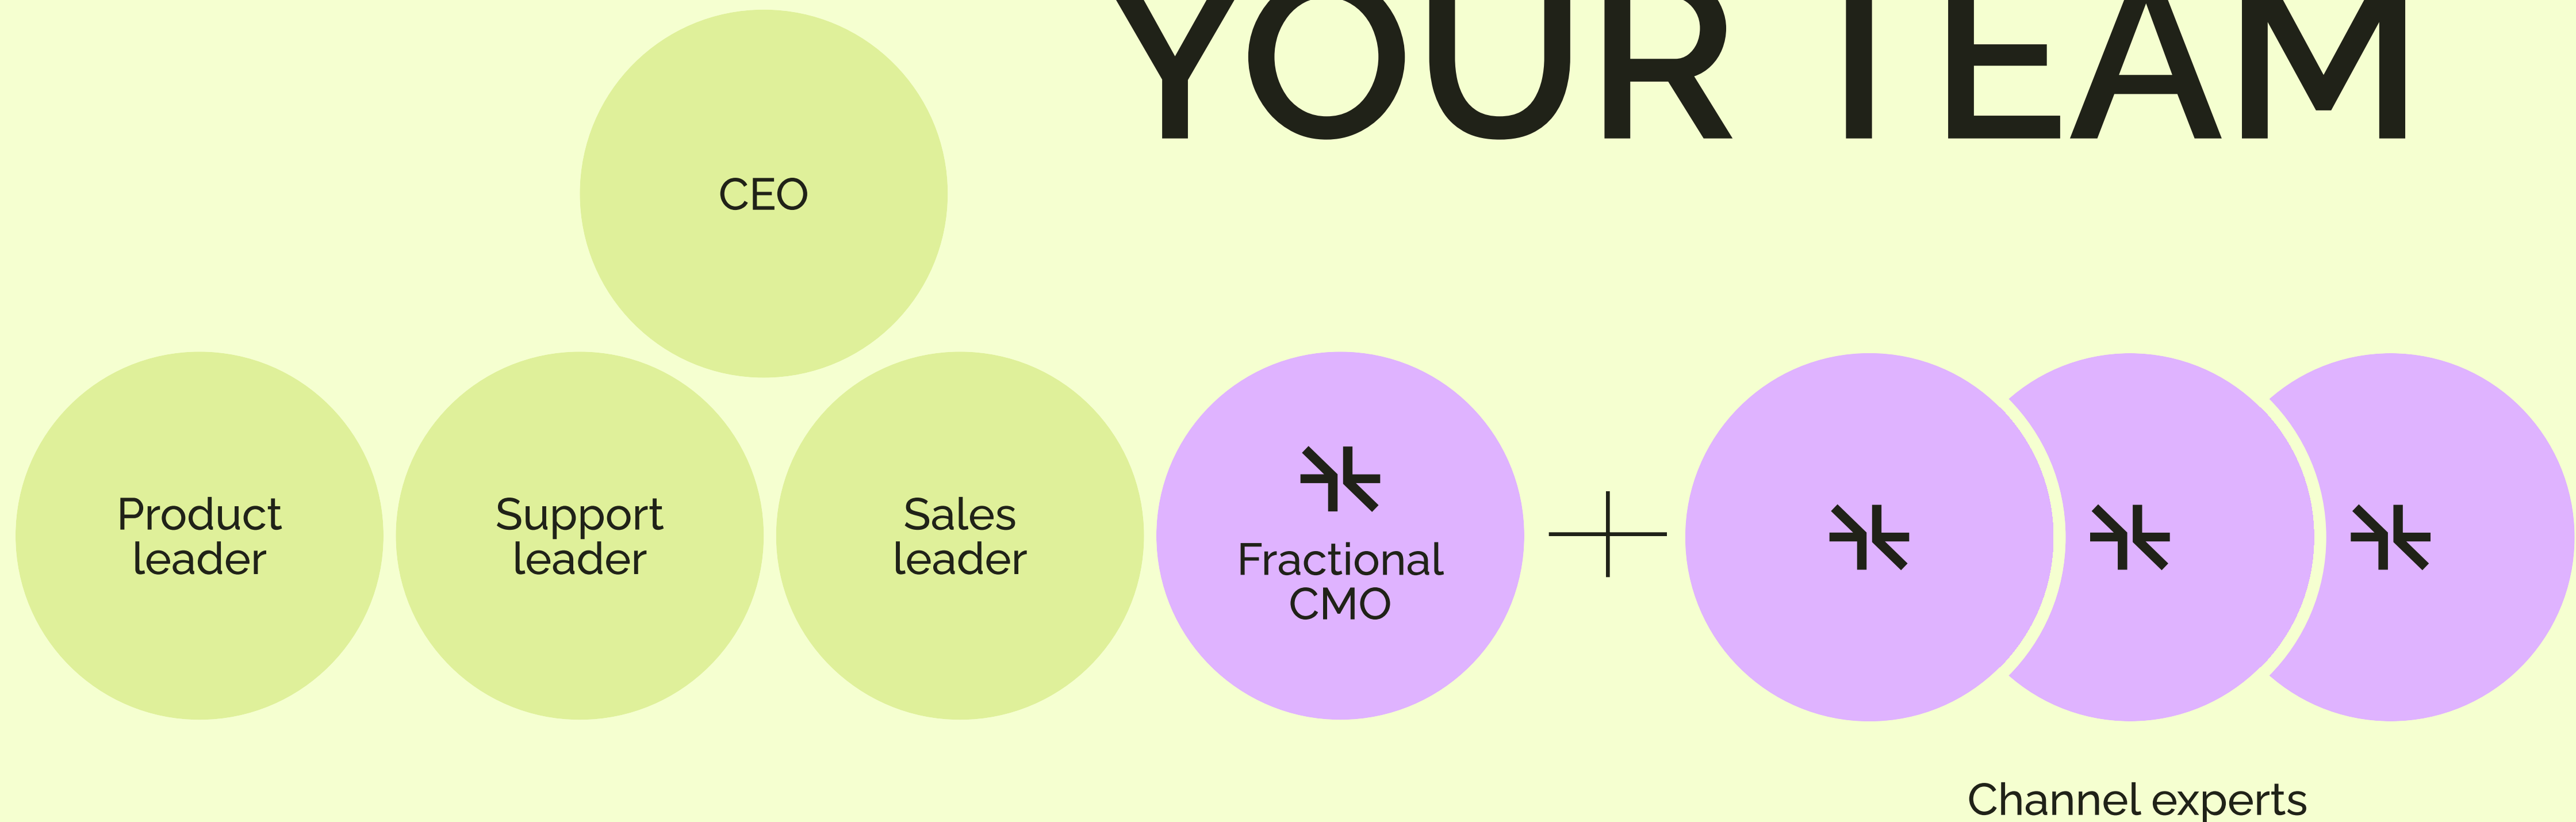 YOUR TEAM
CEO
Product
leader
Support
leader
Sales
leader
Fractional
CMO
Channel experts